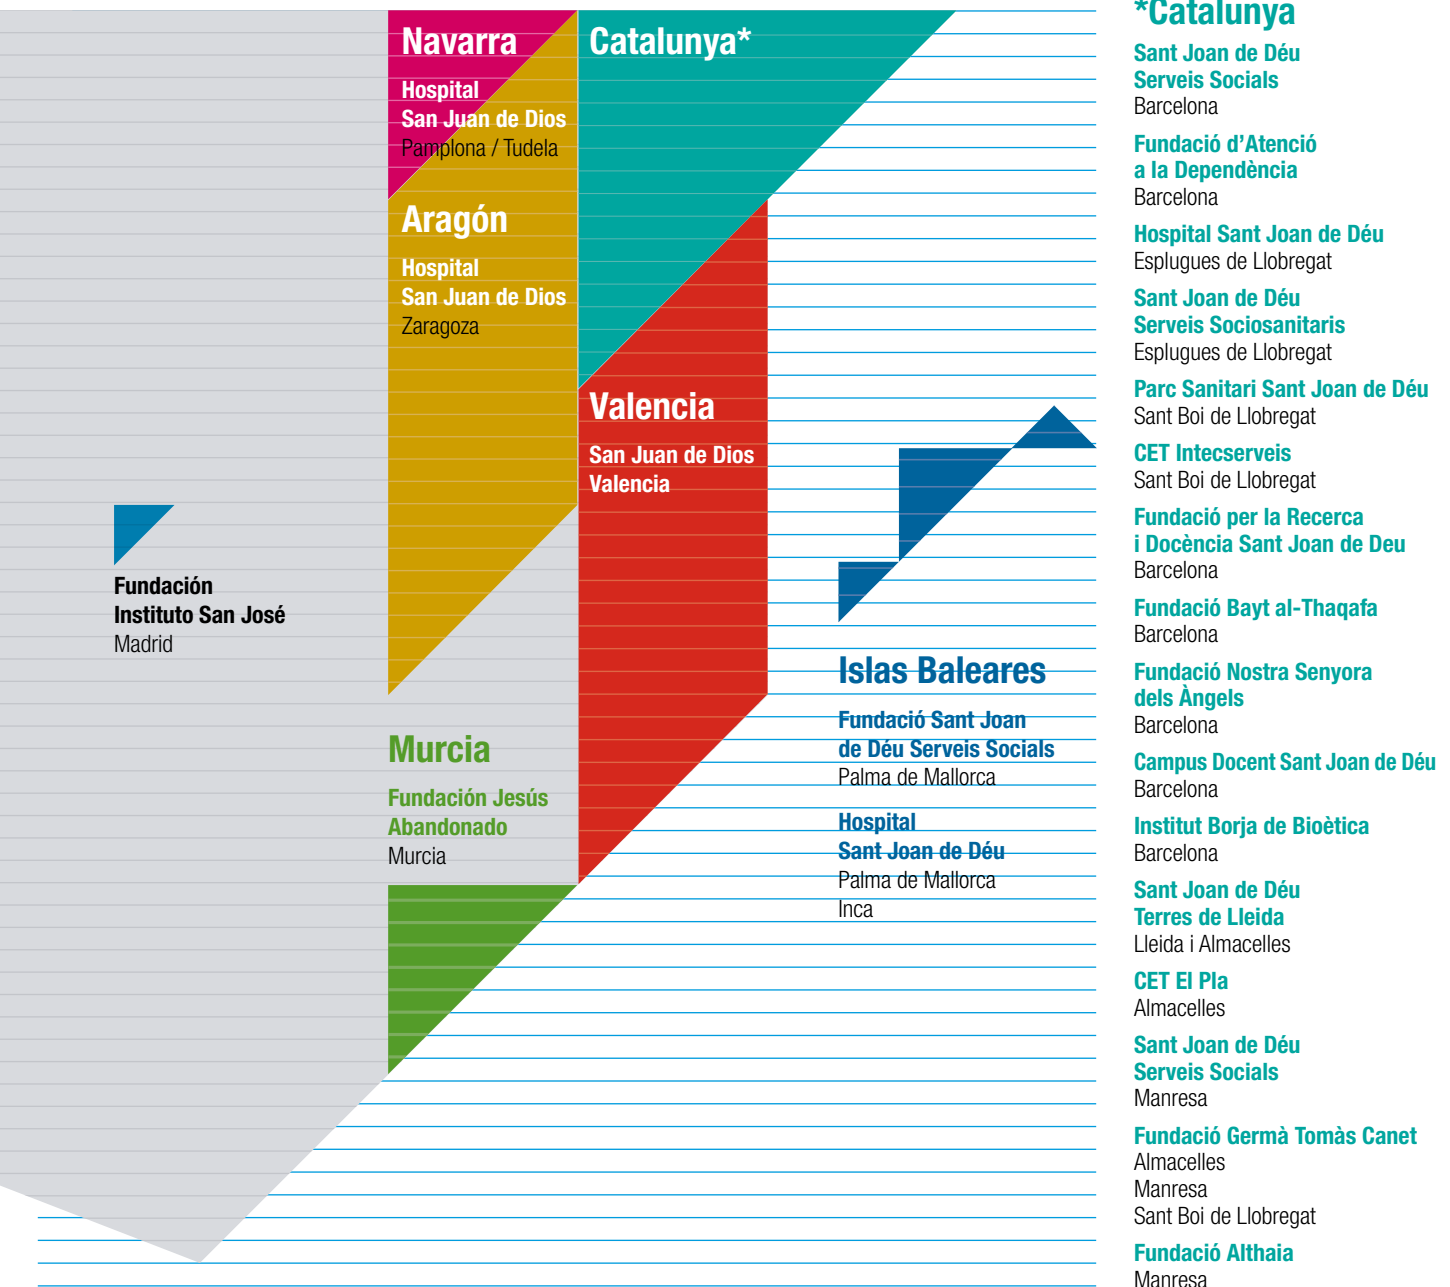 Navarra
Hospital
San Juan de Dios
Pamplona / Tudela
Aragón
Hospital
San Juan de Dios
Zaragoza
Catalunya*
Valencia
San Juan de Dios
Valencia
Fundación
Instituto San José
Madrid
Murcia
Fundación Jesús
Abandonado
Murcia
Islas Baleares
Fundació Sant Joan
de Déu Serveis Socials
Palma de Mallorca
Hospital
Sant Joan de Déu
Palma de Mallorca
Inca
*Catalunya
Sant Joan de Déu
Serveis Socials
Barcelona
Fundació d’Atenció
a la Dependència
Barcelona
Hospital Sant Joan de Déu
Esplugues de Llobregat
Sant Joan de Déu
Serveis Sociosanitaris
Esplugues de Llobregat
Parc Sanitari Sant Joan de Déu
Sant Boi de Llobregat
CET Intecserveis
Sant Boi de Llobregat
Fundació per la Recerca
i Docència Sant Joan de Deu
Barcelona
Fundació Bayt al-Thaqafa
Barcelona
Fundació Nostra Senyora
dels Àngels
Barcelona
Campus Docent Sant Joan de Déu
Barcelona
Institut Borja de Bioètica
Barcelona
Sant Joan de Déu
Terres de Lleida
Lleida i Almacelles
CET El Pla
Almacelles
Sant Joan de Déu
Serveis Socials
Manresa
Fundació Germà Tomàs Canet
Almacelles
Manresa
Sant Boi de Llobregat
Fundació Althaia
Manresa